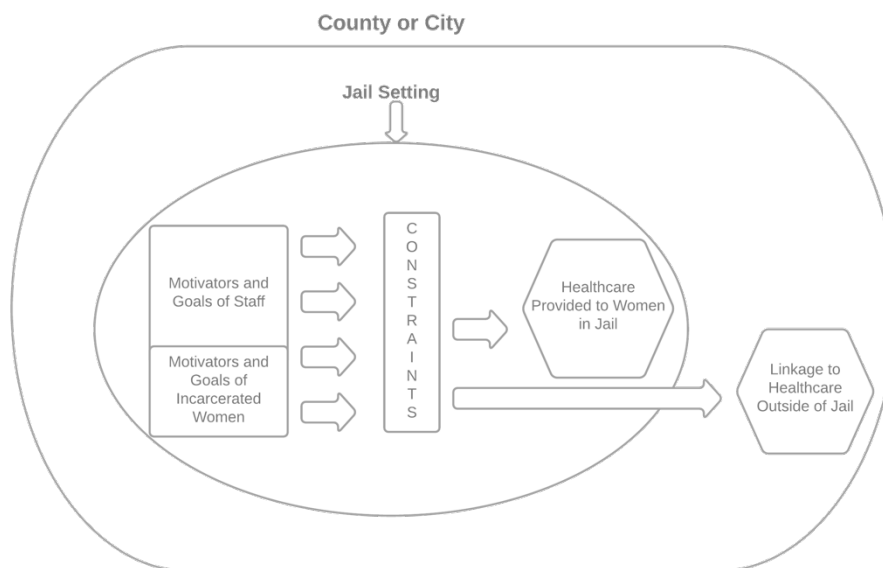 County or City
Jail Setting
Motivators and
Goals of Staff
Motivators and
Goals of
Incarcerated
Women
CONSTRAINTS
Healthcare
Provided to Women
in Jail
Linkage to
Healthcare
Outside of Jail